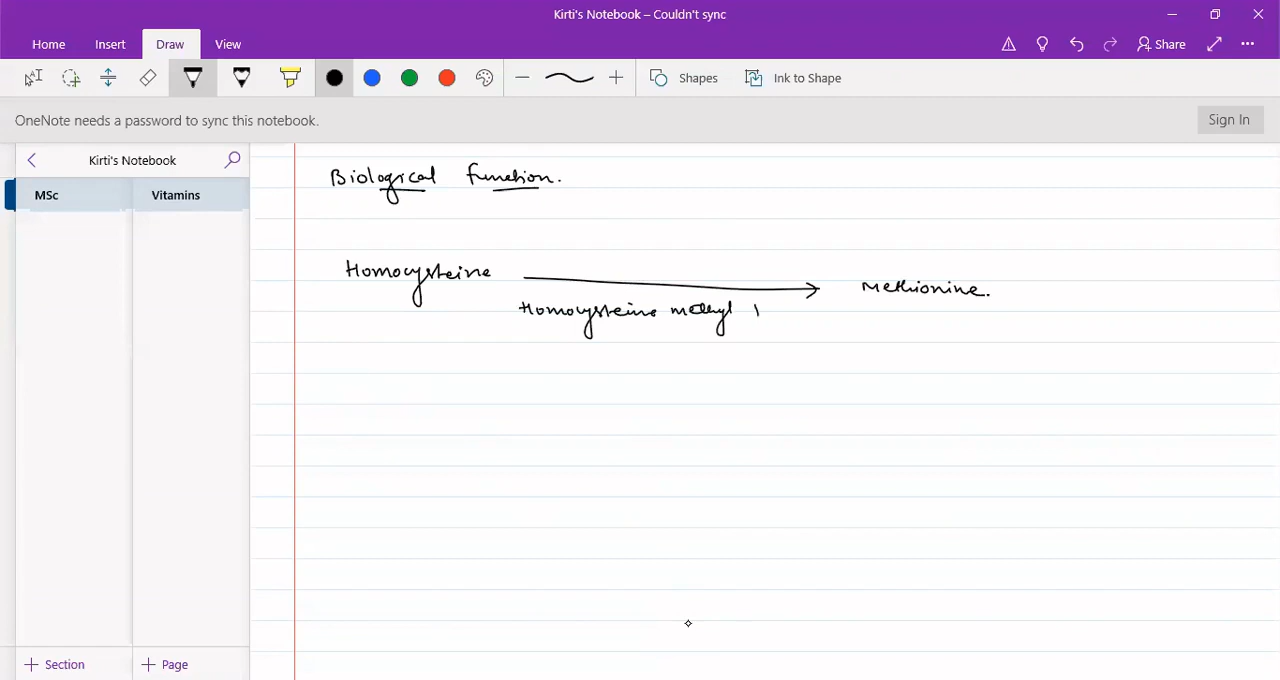 Kirti's Notebook – Couldn't sync
Home Insert Draw View Share
Shapes Ink to Shape
OneNote needs a password to sync this notebook. Sign In
Kirti's Notebook
MSc Vitamins
Biological function.
Homocysteine Methionine.
Homocysteine methyl
Section Page